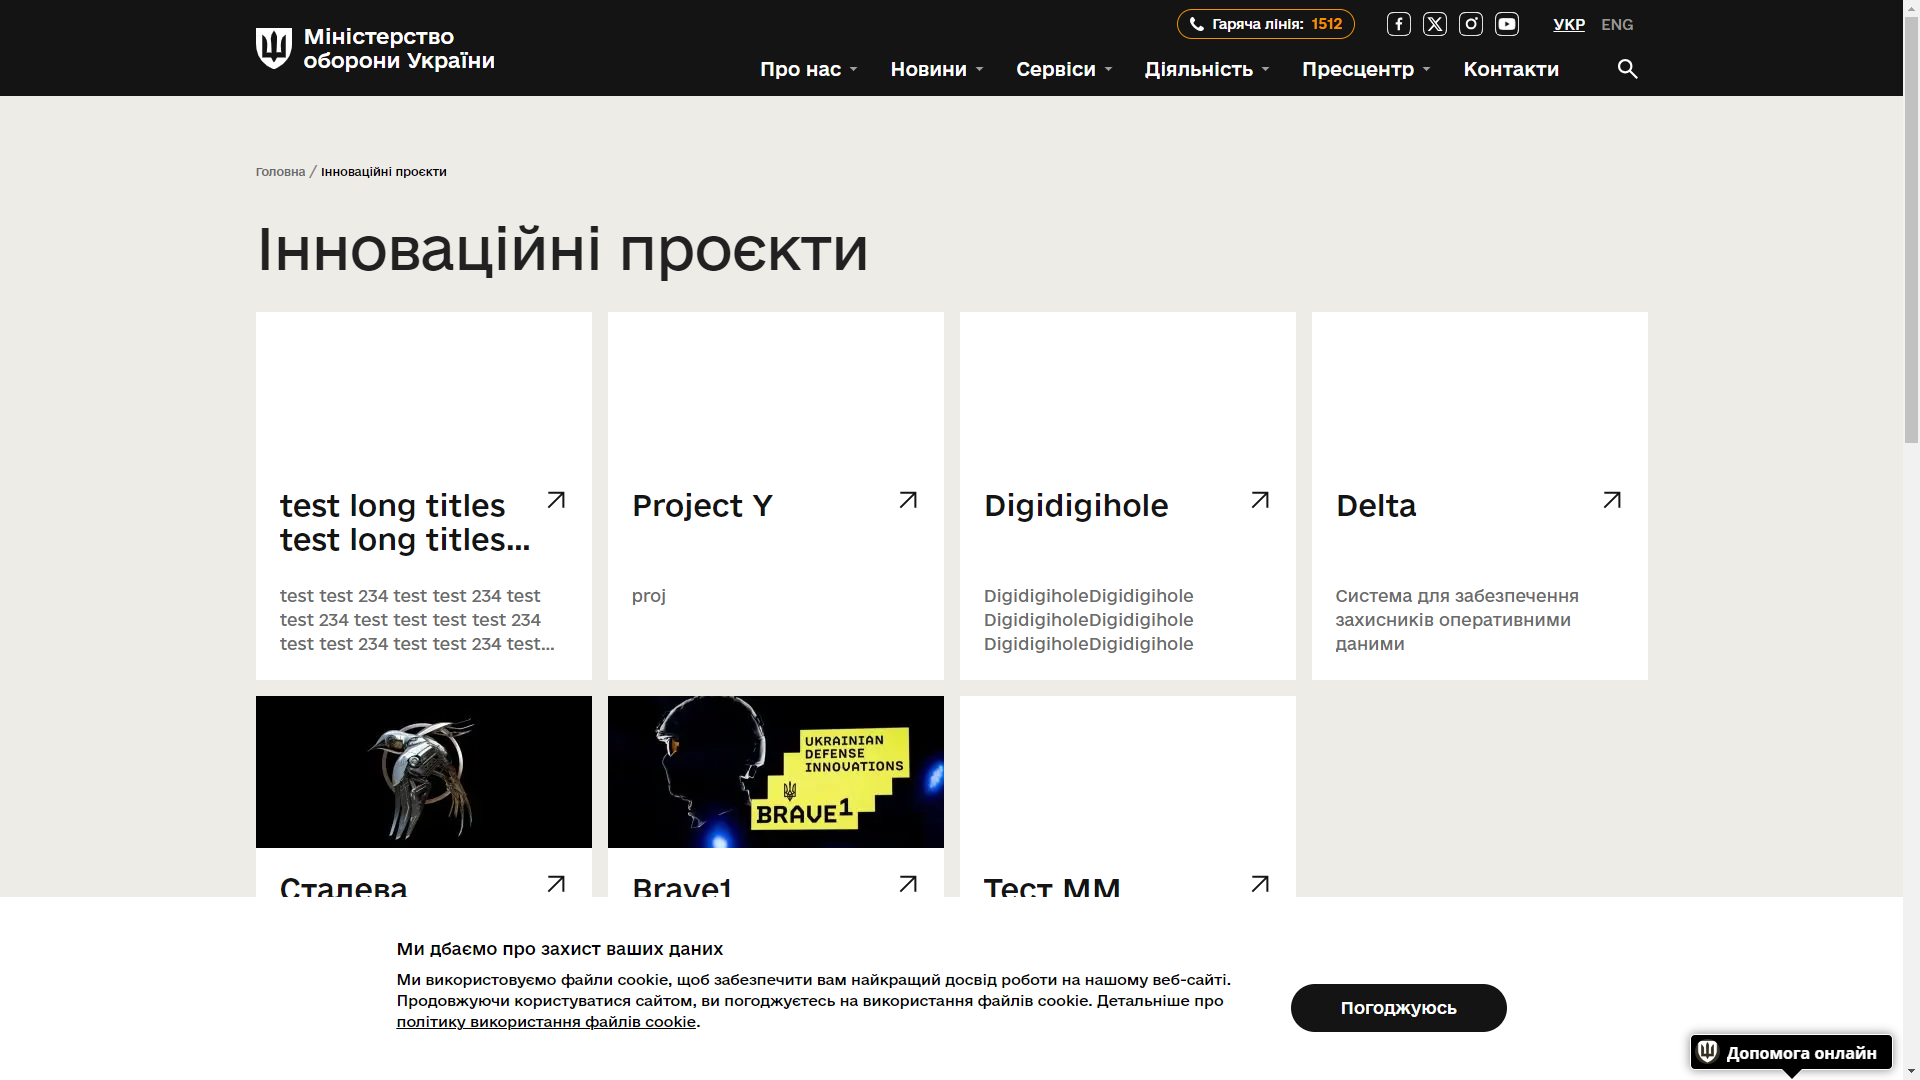 Міністерство
оборони України
Гаряча лінія: 1512
УКР ENG
Про нас Новини Сервіси Діяльність Пресцентр Контакти
Головна / Інноваційні проєкти
Інноваційні проєкти
test long titles
test long titles...
test test 234 test test 234 test
test 234 test test test test 234
test test 234 test test 234 test...
Project Y
proj
Digidigihole
DigidigiholeDigidigihole
DigidigiholeDigidigihole
DigidigiholeDigidigihole
Delta
Система для забезпечення
захисників оперативними
даними
UKRAINIAN
DEFENSE
INNOVATIONS
BRAVE1
Сталева
Brave1
Тест ММ
Ми дбаємо про захист ваших даних
Ми використовуємо файли cookie, щоб забезпечити вам найкращий досвід роботи на нашому веб-сайті.
Продовжуючи користуватися сайтом, ви погоджуєтесь на використання файлів cookie. Детальніше про
політику використання файлів cookie.
Погоджуюсь
Допомога онлайн